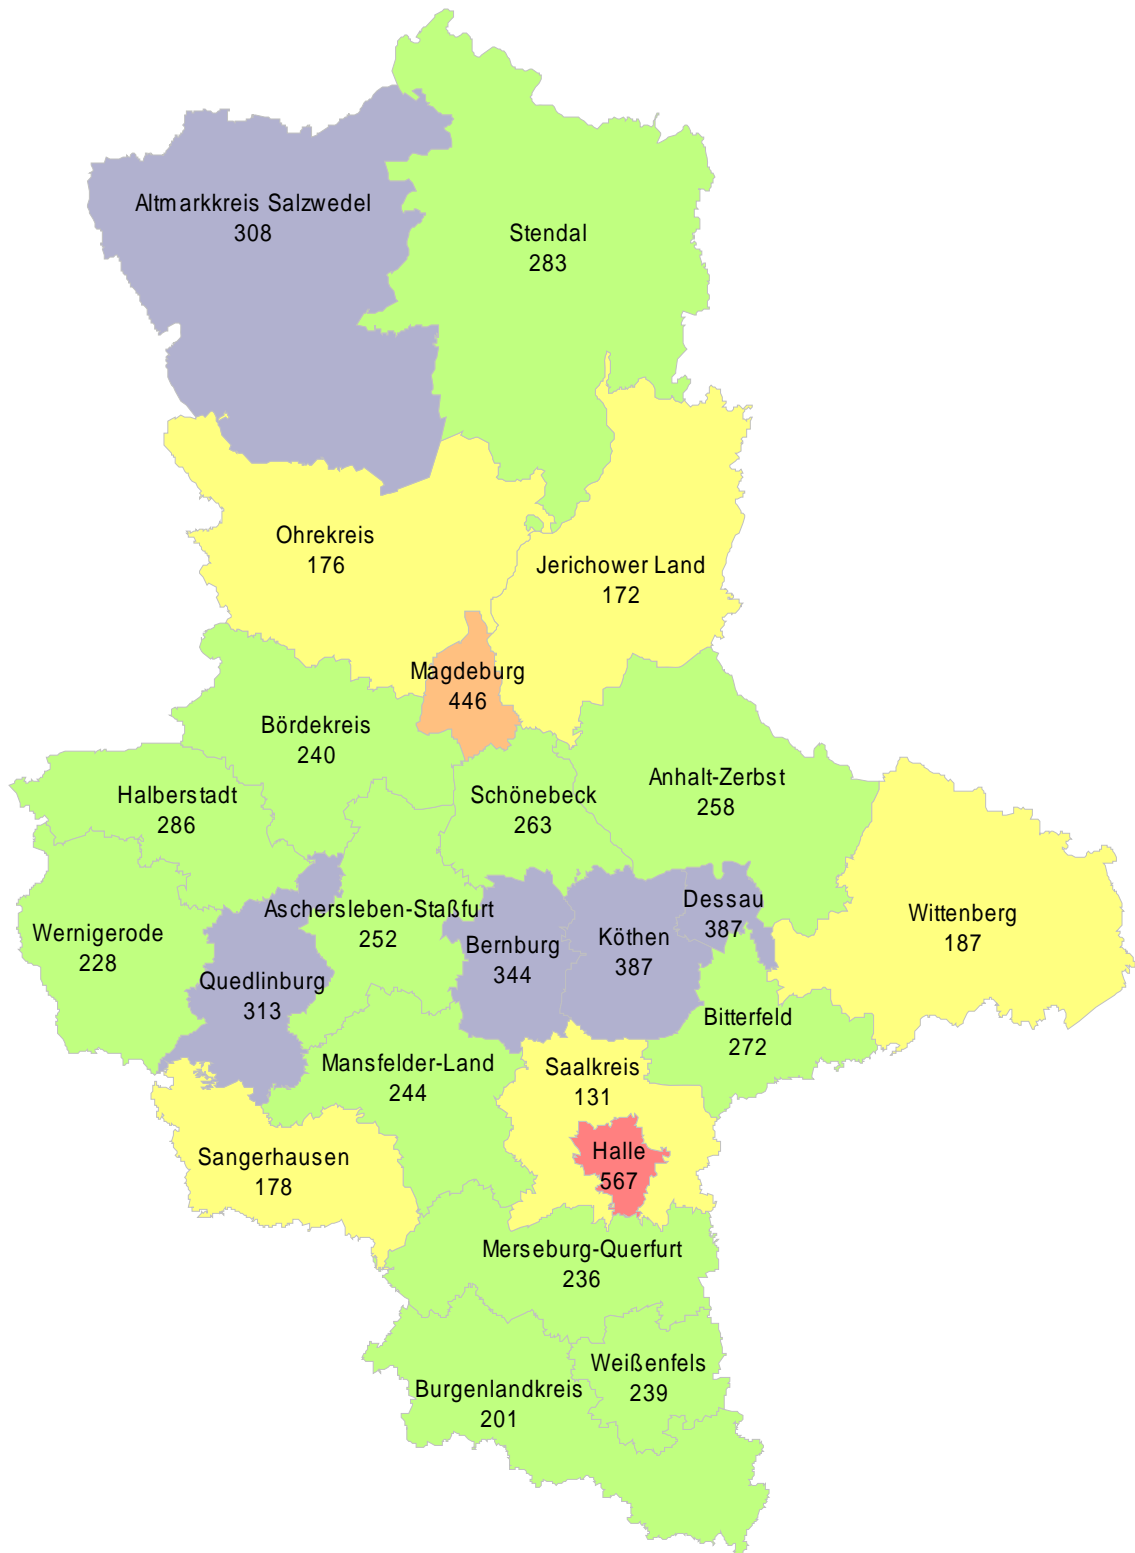 Altmarkkreis Salzwedel
308
Stendal
283
Ohrekreis
176
Jerichower Land
172
Magdeburg
446
Bördekreis
240
Halberstadt
286
Schönebeck
263
Anhalt-Zerbst
258
Wernigerode
228
Aschersleben-Staßfurt
252
Quedlinburg
313
Bernburg
344
Köthen
387
Dessau
387
Wittenberg
187
Bitterfeld
272
Mansfelder-Land
244
Saalkreis
131
Halle
567
Sangerhausen
178
Merseburg-Querfurt
236
Weißenfels
239
Burgenlandkreis
201